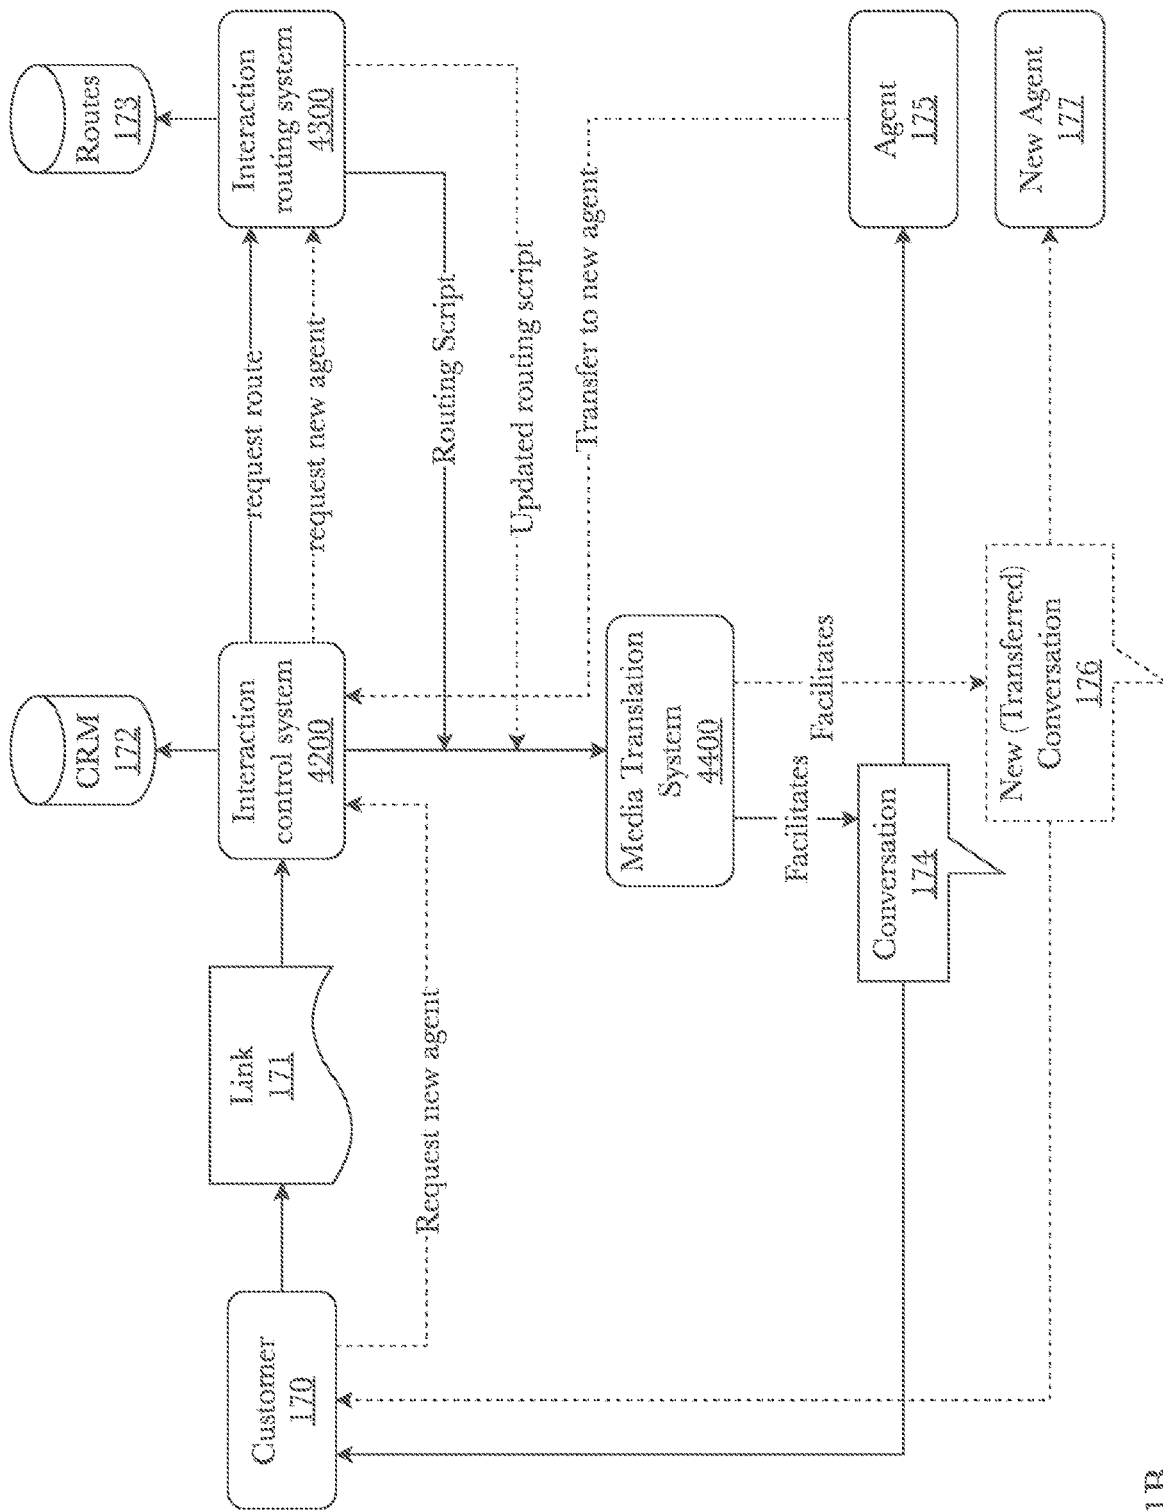 Routes
173
CRM
172
Customer
170
Link
171
Interaction
control system
4200
Interaction
routing system
4300
request route
request new agent
Request new agent
Routing Script
Updated routing script
Transfer to new agent
Media Translation
System
4400
Facilitates
Facilitates
Conversation
174
Agent
175
New (Transferred)
Conversation
176
New Agent
177